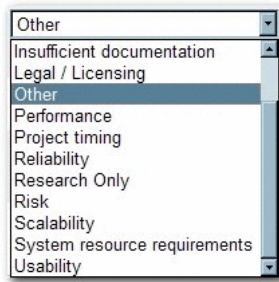 Other
Insufficient documentation
Legal / Licensing
Other
Performance
Project timing
Reliability
Research Only
Risk
Scalability
System resource requirements
Usability